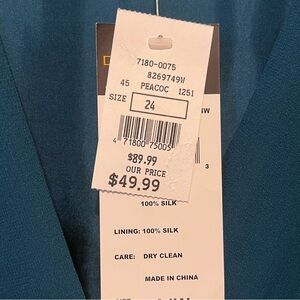 7180-0075
8269749W
45 PEACOC 1251
SIZE 24
4 71800 75005
$89.99
OUR PRICE
$49.99
3
100% SILK
LINING: 100% SILK
CARE: DRY CLEAN
MADE IN CHINA